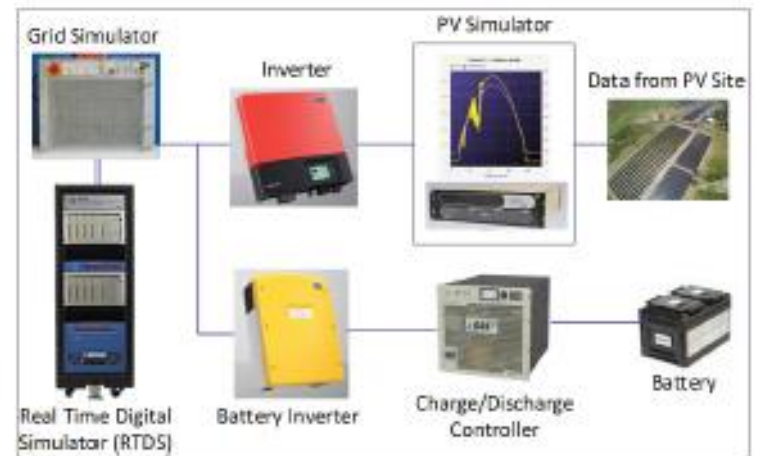 Grid Simulator
PV Simulator
Inverter
Data from PV Site
Real Time Digital
Simulator (RTDS)
Battery Inverter
Charge/Discharge
Controller
Battery